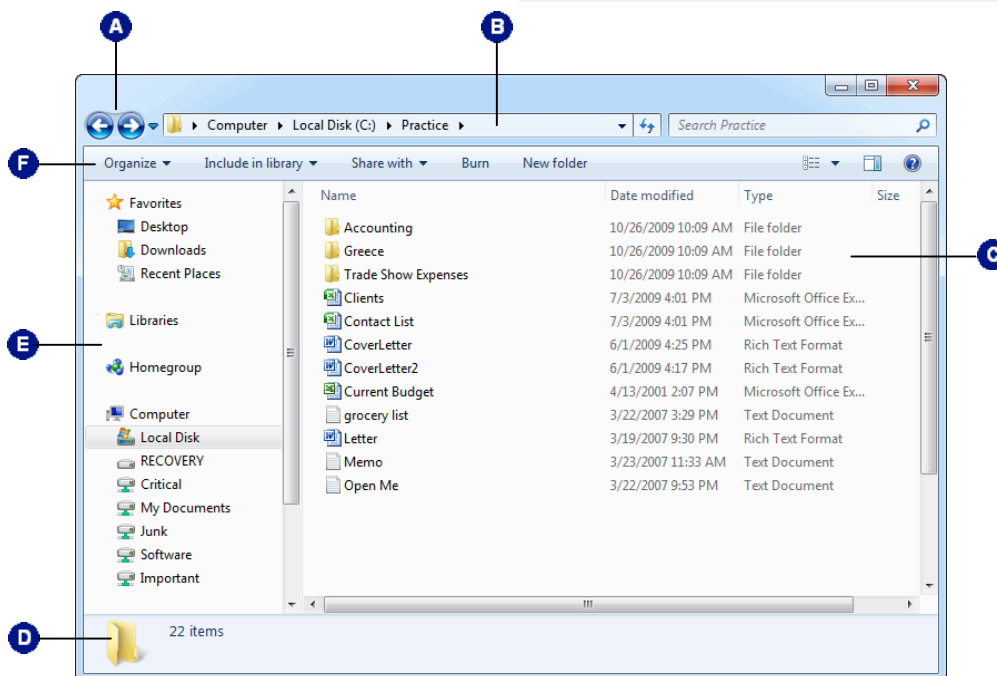 A
B
Computer Local Disk (C:) Practice Search Practice
F
Organize Include in library Share with Burn New folder
Name Date modified Type Size
Favorites
Desktop
Downloads
Recent Places
Libraries
E
Homegroup
Computer
Local Disk
RECOVERY
Critical
My Documents
Junk
Software
Important
Accounting 10/26/2009 10:09 AM File folder
Greece 10/26/2009 10:09 AM File folder
C
Trade Show Expenses 10/26/2009 10:09 AM File folder
Clients 7/3/2009 4:01 PM Microsoft Office Ex...
Contact List 7/3/2009 4:01 PM Microsoft Office Ex...
CoverLetter 6/1/2009 4:25 PM Rich Text Format
CoverLetter2 6/1/2009 4:17 PM Rich Text Format
Current Budget 4/13/2001 2:07 PM Microsoft Office Ex...
grocery list 3/22/2007 3:29 PM Text Document
Letter 3/19/2007 9:30 PM Rich Text Format
Memo 3/23/2007 11:33 AM Text Document
Open Me 3/22/2007 9:53 PM Text Document
D
22 items